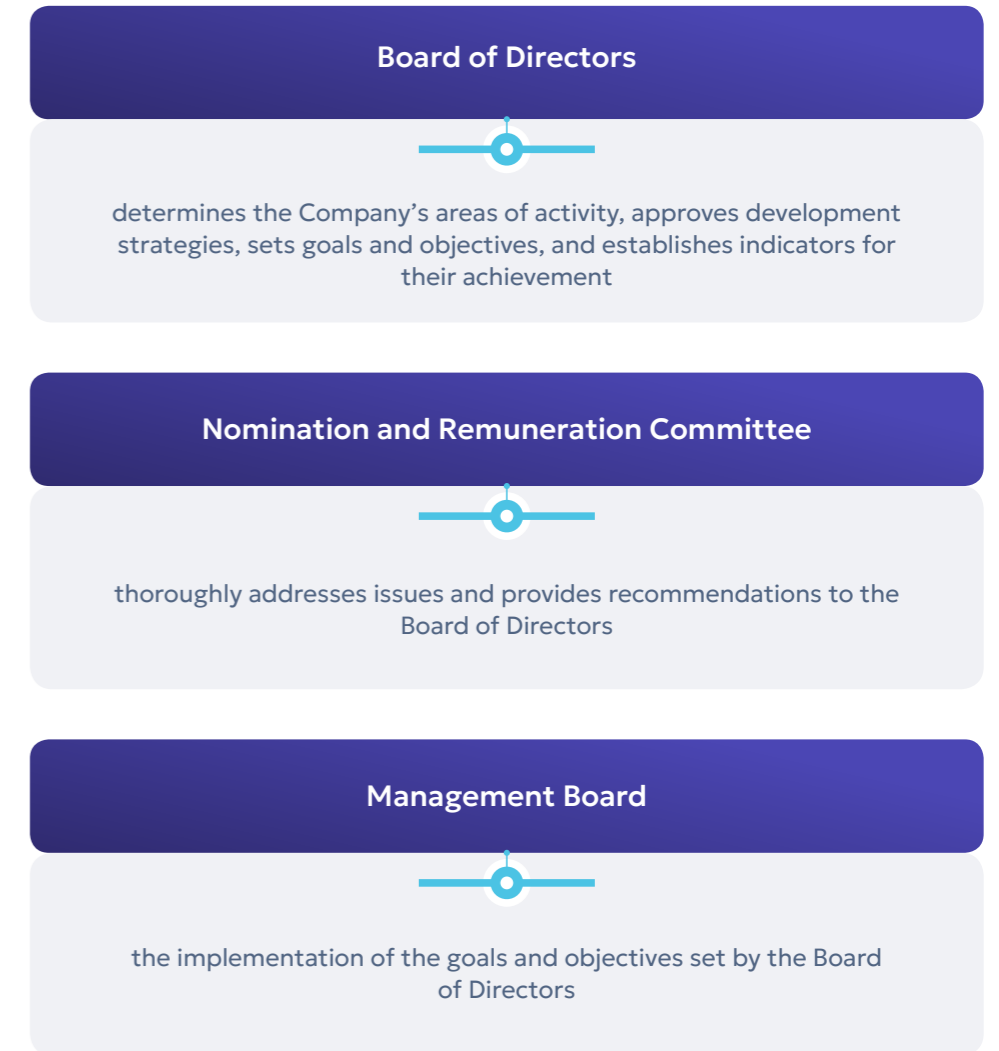 Board of Directors
determines the Company’s areas of activity, approves development
strategies, sets goals and objectives, and establishes indicators for
their achievement
Nomination and Remuneration Committee
thoroughly addresses issues and provides recommendations to the
Board of Directors
Management Board
the implementation of the goals and objectives set by the Board
of Directors